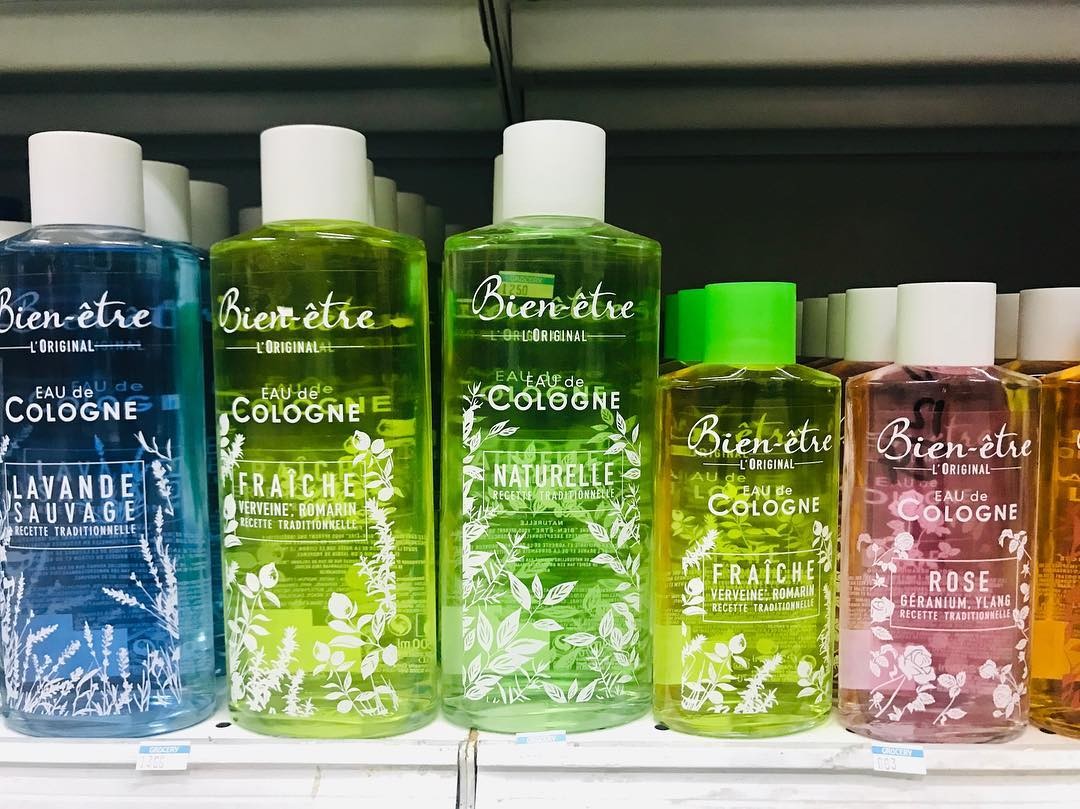 Bien-être
L'ORIGINAL
EAU de
COLOGNE
LAVANDE
SAUVAGE
RECETTE TRADITIONNELLE
Bien-être
L'ORIGINAL
EAU de
COLOGNE
FRAÎCHE
VERVEINE, ROMARIN
RECETTE TRADITIONNELLE
GROCERY
1250
Bien-être
L'ORIGINAL
EAU de
COLOGNE
NATURELLE
RECETTE TRADITIONNELLE
Bien-être
L'ORIGINAL
EAU de
COLOGNE
FRAÎCHE
VERVEINE, ROMARIN
RECETTE TRADITIONNELLE
Bien-être
L'ORIGINAL
EAU de
COLOGNE
ROSE
GÉRANIUM, YLANG
RECETTE TRADITIONNELLE
GROCERY
GROCERY
GROCERY